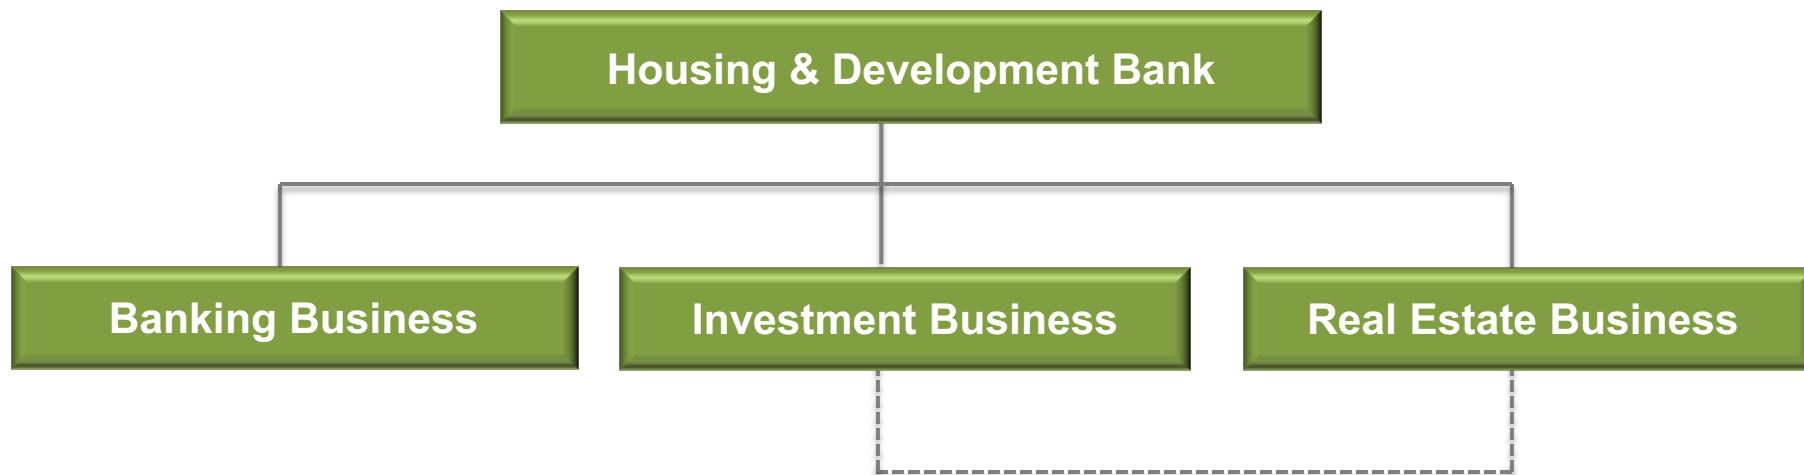 Housing & Development Bank
Banking Business
Investment Business
Real Estate Business